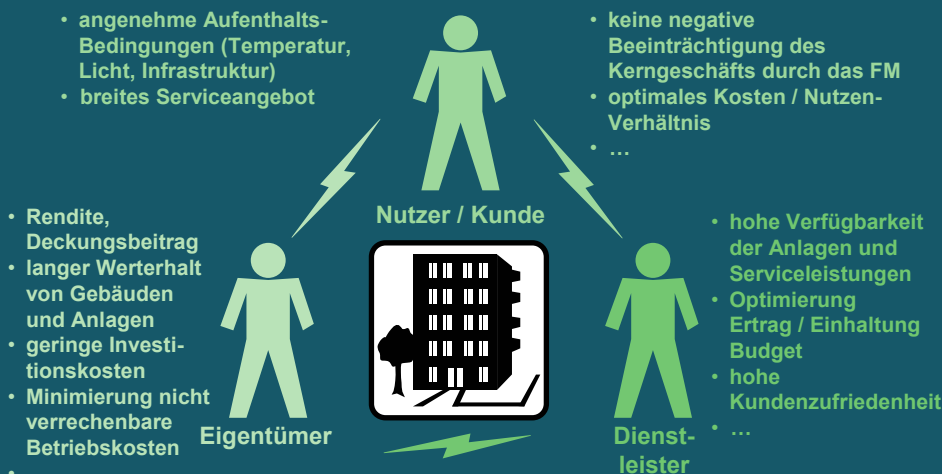 • angenehme Aufenthalts-
Bedingungen (Temperatur,
Licht, Infrastruktur)
• breites Serviceangebot
• keine negative
Beeinträchtigung des
Kerngeschäfts durch das FM
• optimales Kosten / Nutzen-
Verhältnis
• …
Nutzer / Kunde
• Rendite,
Deckungsbeitrag
• langer Werterhalt
von Gebäuden
und Anlagen
• geringe Investi-
tionskosten
• Minimierung nicht
verrechenbare
Betriebskosten
•
Eigentümer
• hohe Verfügbarkeit
der Anlagen und
Serviceleistungen
• Optimierung
Ertrag / Einhaltung
Budget
• hohe
Kundenzufriedenheit
• …
Dienst-
leister